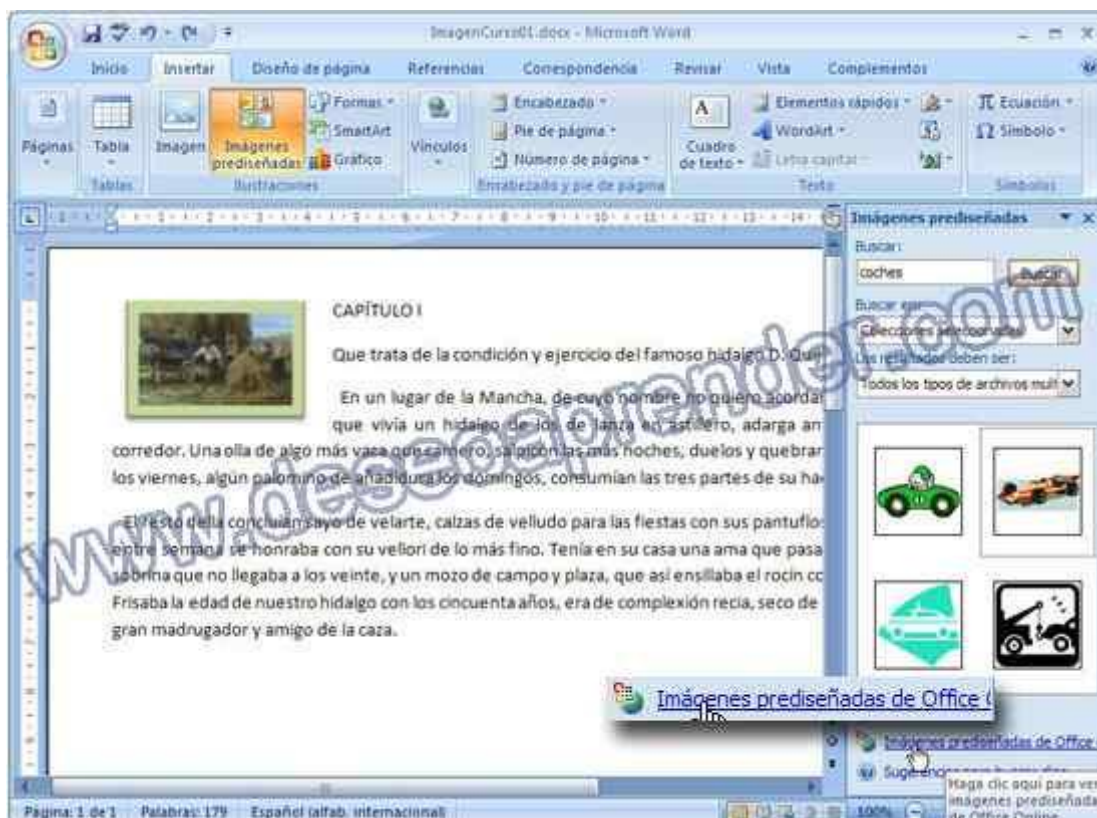 ImagenCurso01.docx - Microsoft Word
Inicio Insertar Diseño de página Referencias Correspondencia Revisar Vista Complementos
Páginas
Tabla
Imagen
Imágenes
prediseñadas
Formas
SmartArt
Gráfico
Vínculos
Encabezado
Pie de página
Número de página
Cuadro
de texto
Elementos rápidos
WordArt
Letra capital
π Ecuación
Ω Símbolo
Tablas Ilustraciones Encabezado y pie de página Texto Símbolos
Imágenes prediseñadas
Buscar:
coches Buscar
Buscar en:
Colecciones seleccionadas
Los resultados deben ser:
Todos los tipos de archivos mult
CAPÍTULO I
Que trata de la condición y ejercicio del famoso hidalgo D. Qui
En un lugar de la Mancha, de cuyo nombre no quiero acorda
que vivía un hidalgo de los de lanza en astillero, adarga an
corredor. Una olla de algo más vaca que carnero, salpicón las más noches, duelos y quebrar
los viernes, algún palomino de añadidura los domingos, consumían las tres partes de su ha
El resto della concluían sayo de velarte, calzas de velludo para las fiestas con sus pantuflo
entre semana se honraba con su vellori de lo más fino. Tenía en su casa una ama que pasa
sobrina que no llegaba a los veinte, y un mozo de campo y plaza, que así ensillaba el rocín co
Frisaba la edad de nuestro hidalgo con los cincuenta años, era de complexión recia, seco de
gran madrugador y amigo de la caza.
www.deseoaprender.com
Imágenes prediseñadas de Office
Imágenes prediseñadas de Office
Haga clic aquí para ver
imágenes prediseñada
de Office Online
Página: 1 de 1 Palabras: 179 Español (alfab. internacional) 100%